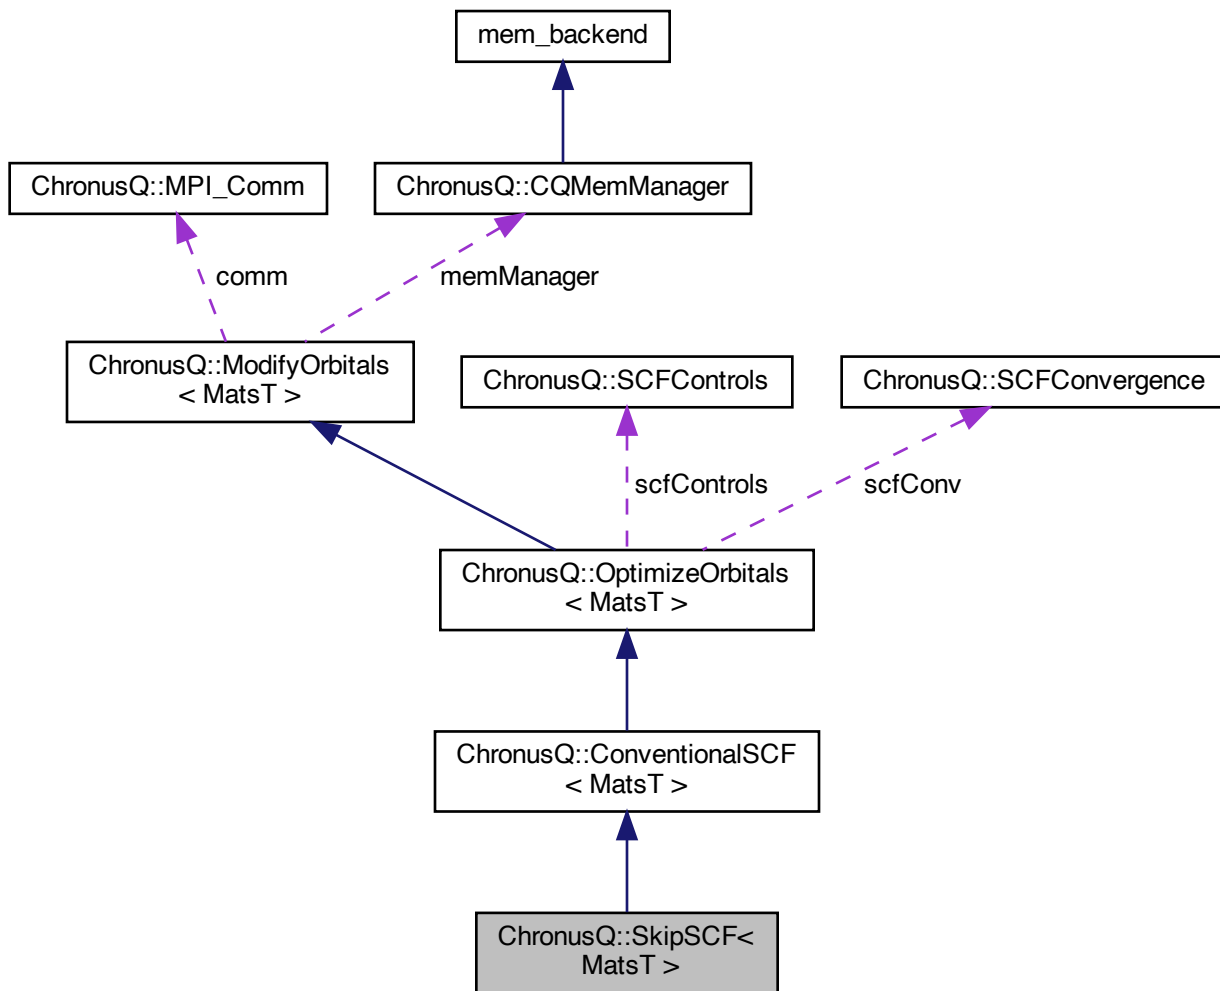 mem_backend
ChronusQ::MPI_Comm
ChronusQ::CQMemManager
comm
memManager
ChronusQ::ModifyOrbitals
< MatsT >
ChronusQ::SCFControls
ChronusQ::SCFConvergence
scfControls
scfConv
ChronusQ::OptimizeOrbitals
< MatsT >
ChronusQ::ConventionalSCF
< MatsT >
ChronusQ::SkipSCF<
MatsT >